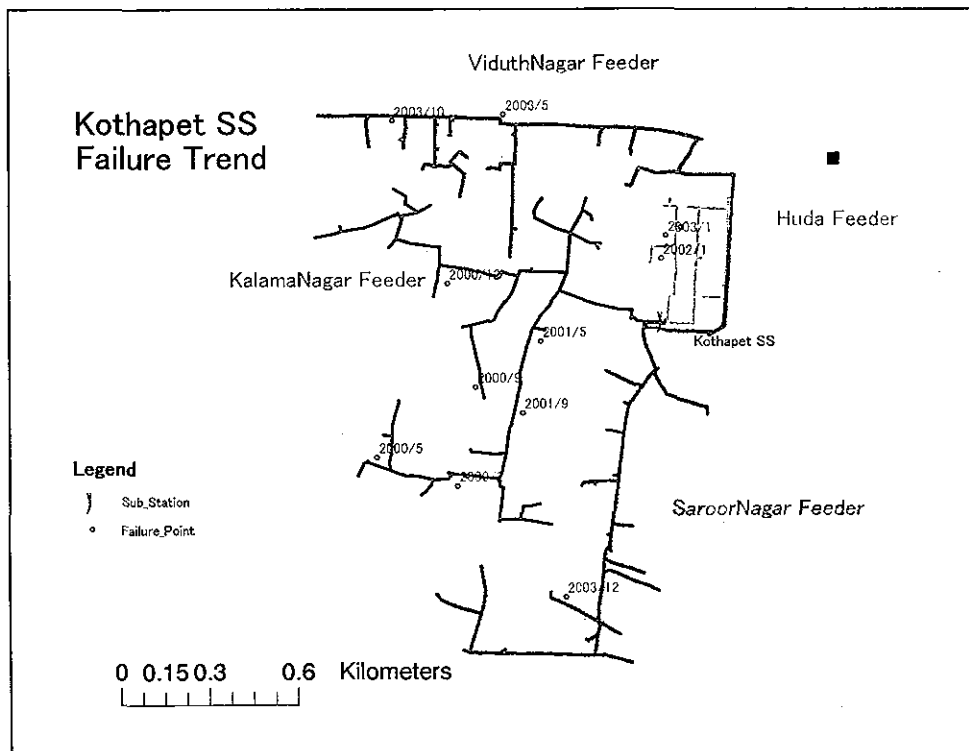 ViduthNagar Feeder
Kothapet SS
Failure Trend
2003/10
2003/5
Huda Feeder
2003/1
2002/1
KalamaNagar Feeder
2000/12
2001/5
Kothapet SS
2000/9
2001/9
2000/5
Legend
Sub_Station
Failure_Point
SaroorNagar Feeder
2003/12
0 0.15 0.3 0.6 Kilometers